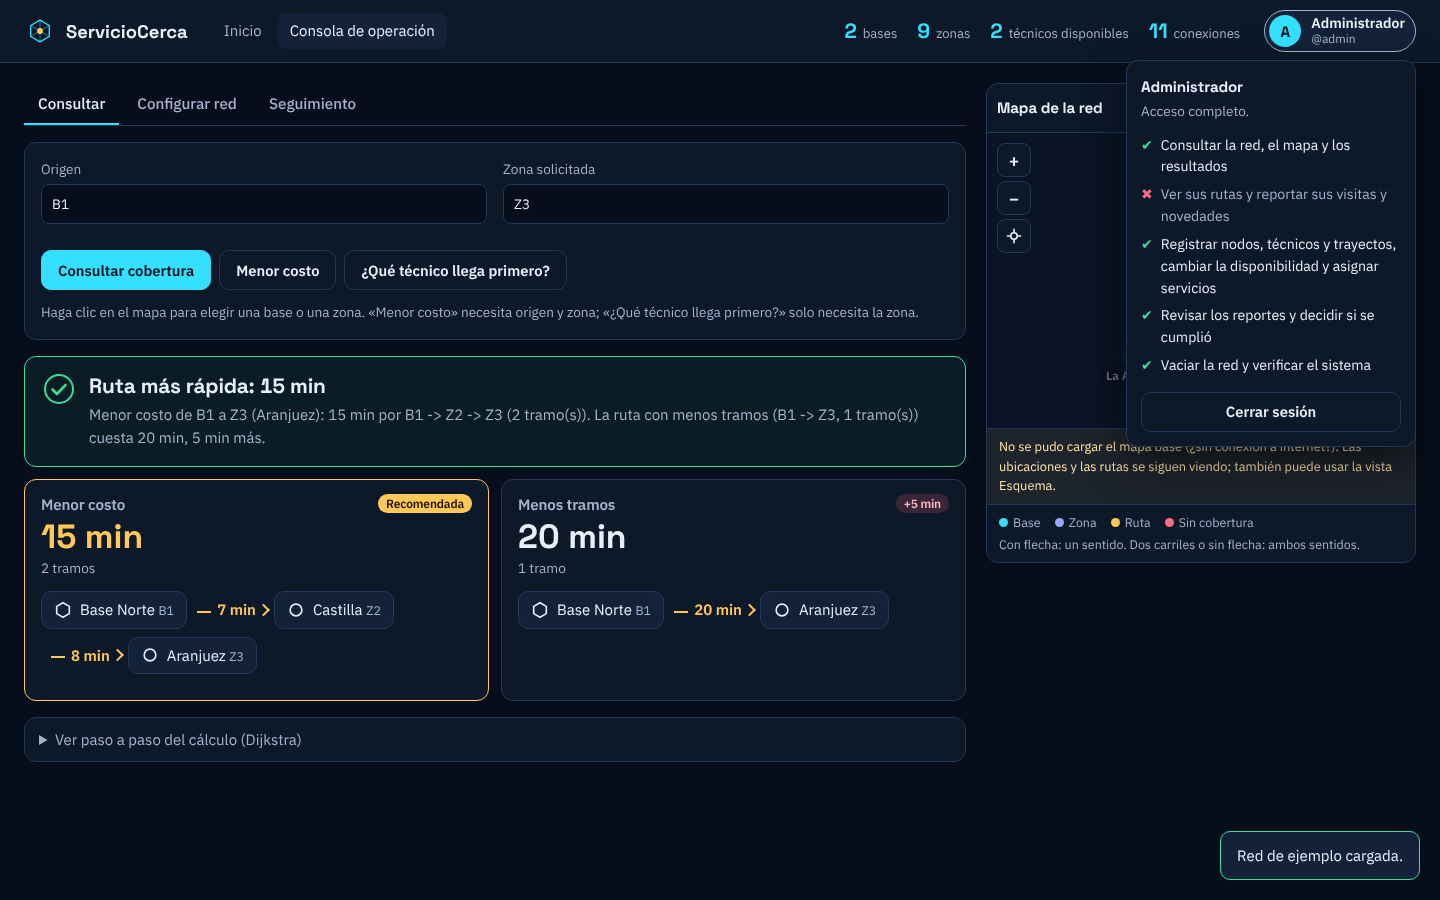 ServicioCerca
Inicio
Consola de operación
2 bases
9 zonas
2 técnicos disponibles
11 conexiones
A
Administrador
@admin
Consultar
Configurar red
Seguimiento
Origen
B1
Zona solicitada
Z3
Consultar cobertura
Menor costo
¿Qué técnico llega primero?
Haga clic en el mapa para elegir una base o una zona. «Menor costo» necesita origen y zona; «¿Qué técnico llega primero?» solo necesita la zona.
Ruta más rápida: 15 min
Menor costo de B1 a Z3 (Aranjuez): 15 min por B1 -> Z2 -> Z3 (2 tramo(s)). La ruta con menos tramos (B1 -> Z3, 1 tramo(s))
cuesta 20 min, 5 min más.
Menor costo
Recomendada
15 min
2 tramos
Base Norte B1
7 min
Castilla Z2
8 min
Aranjuez Z3
Menos tramos
+5 min
20 min
1 tramo
Base Norte B1
20 min
Aranjuez Z3
▶ Ver paso a paso del cálculo (Dijkstra)
Mapa de la red
+
−
La A
Administrador
Acceso completo.
✔ Consultar la red, el mapa y los
resultados
✖ Ver sus rutas y reportar sus visitas y
novedades
✔ Registrar nodos, técnicos y trayectos,
cambiar la disponibilidad y asignar
servicios
✔ Revisar los reportes y decidir si se
cumplió
✔ Vaciar la red y verificar el sistema
Cerrar sesión
No se pudo cargar el mapa base (¿sin conexión a internet?). Las
ubicaciones y las rutas se siguen viendo; también puede usar la vista
Esquema.
Base
Zona
Ruta
Sin cobertura
Con flecha: un sentido. Dos carriles o sin flecha: ambos sentidos.
Red de ejemplo cargada.